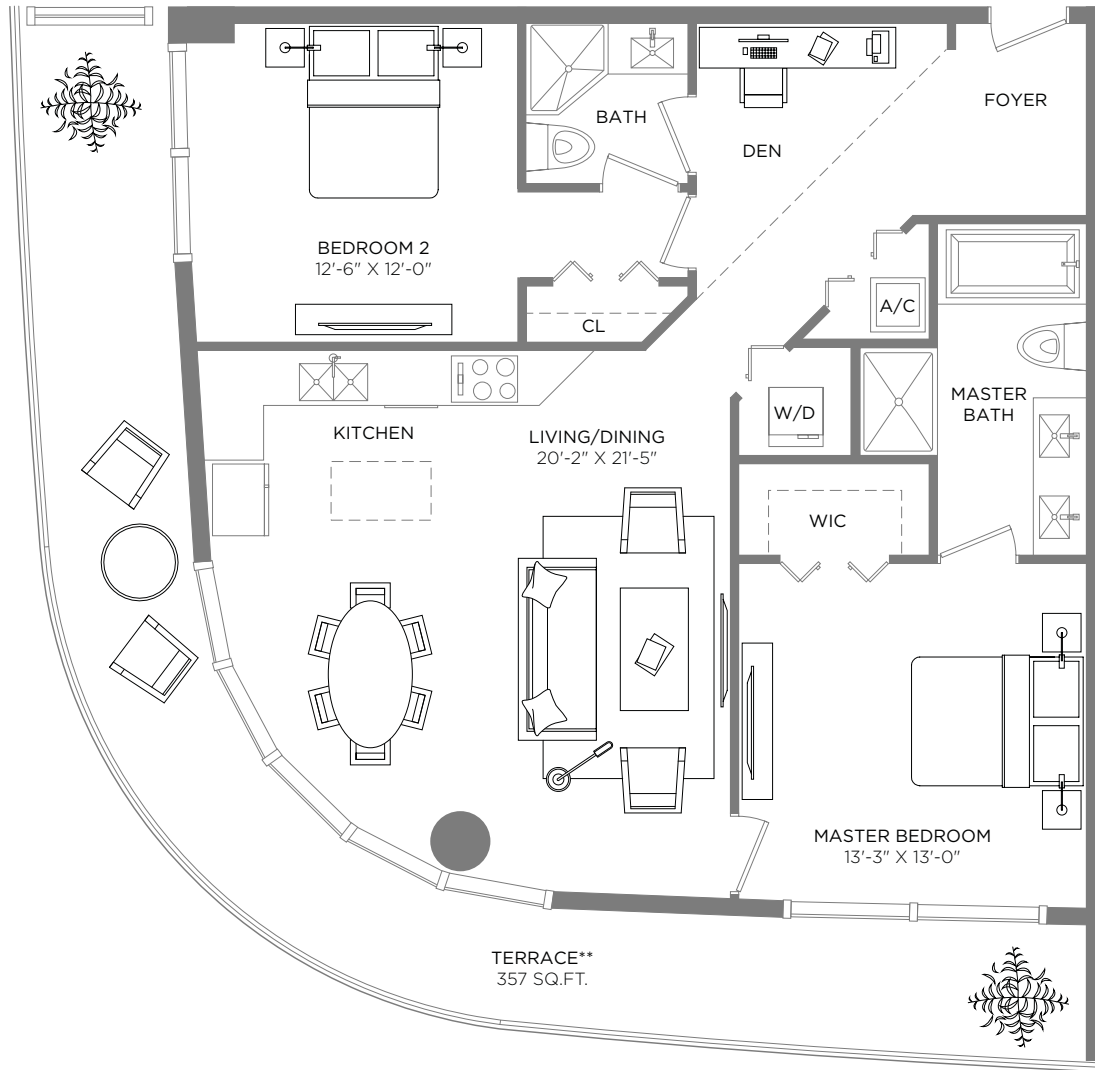 FOYER
BATH
DEN
BEDROOM 2
12'-6" X 12'-0"
A/C
CL
MASTER
BATH
W/D
KITCHEN
LIVING/DINING
20'-2" X 21'-5"
WIC
MASTER BEDROOM
13'-3" X 13'-0"
TERRACE**
357 SQ.FT.